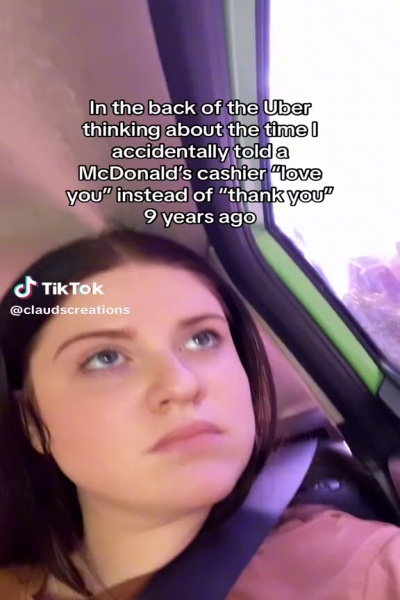 In the back of the Uber
thinking about the time I
accidentally told a
McDonald's cashier “love
you” instead of “thank you”
9 years ago
TikTok
@claudscreations